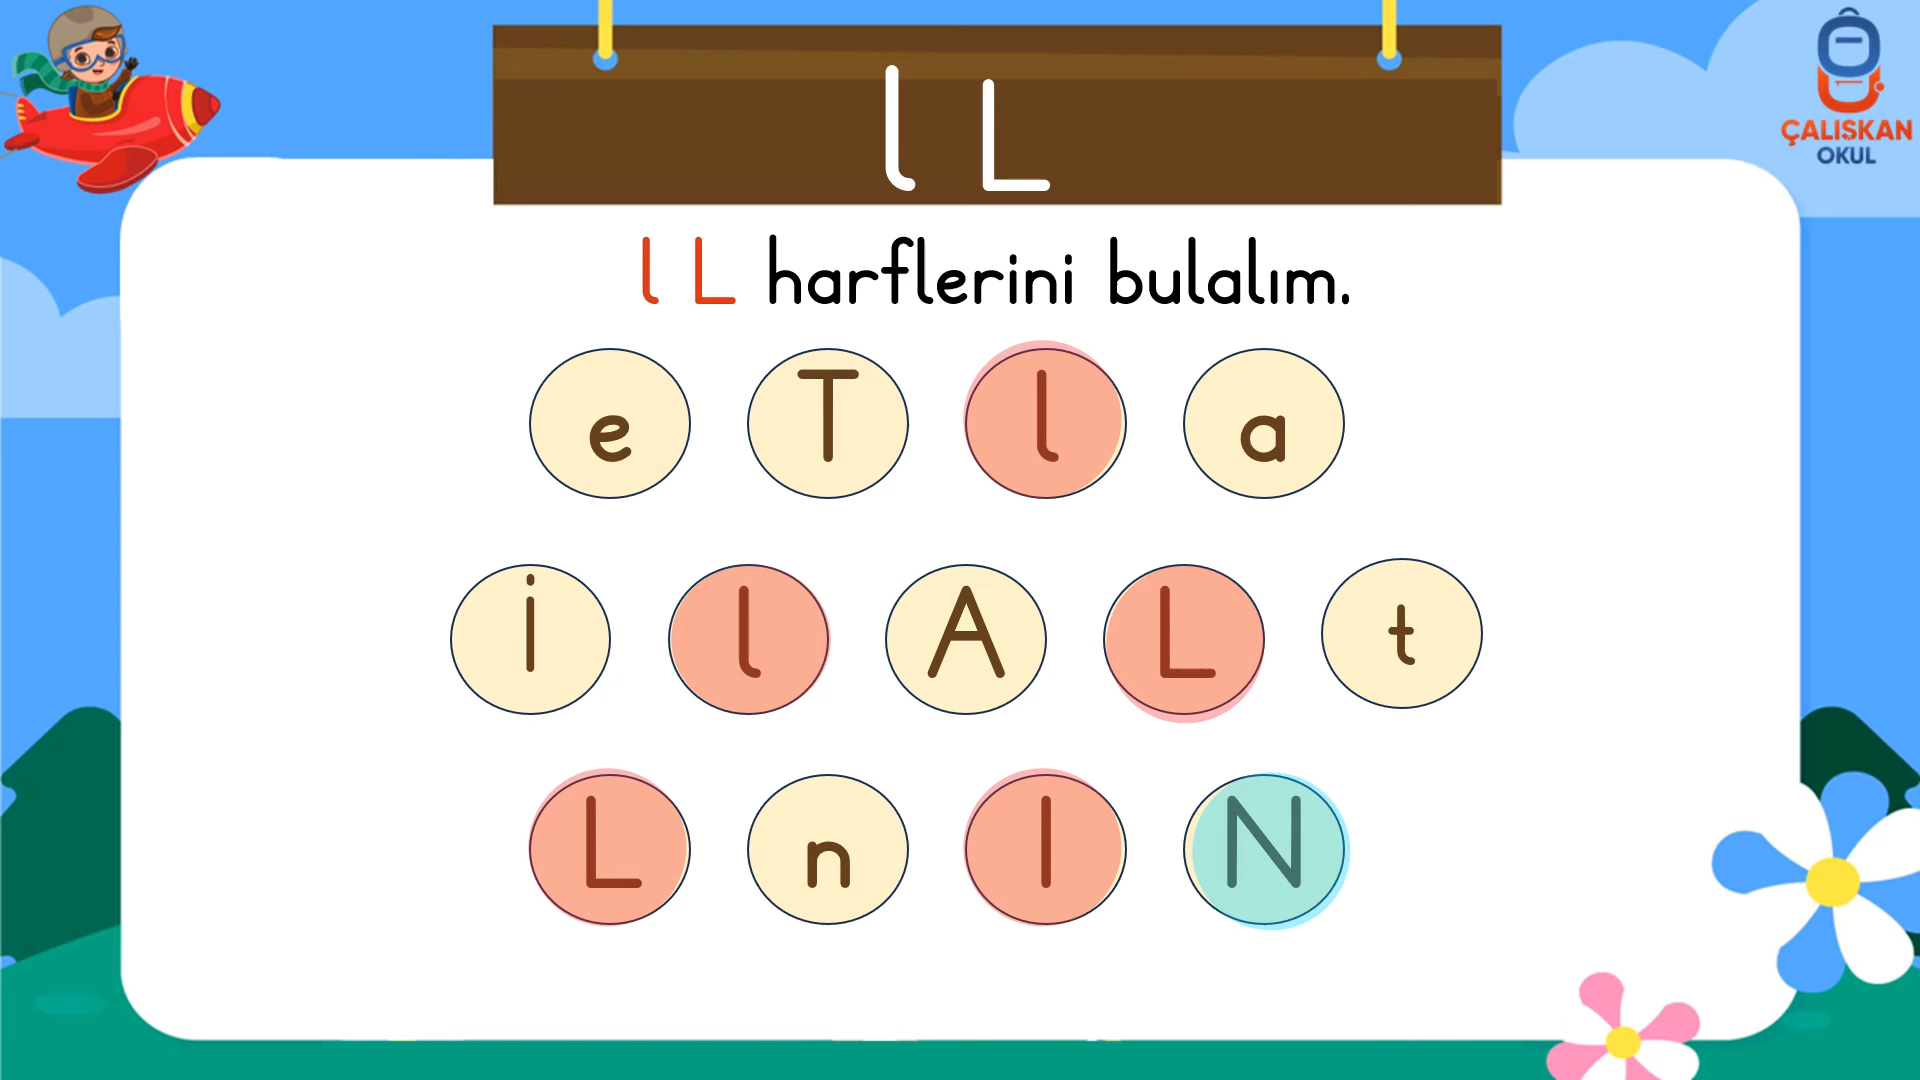 l L
ÇALIŞKAN
OKUL
l L harflerini bulalım.
e T l a
İ l A L t
L n I N